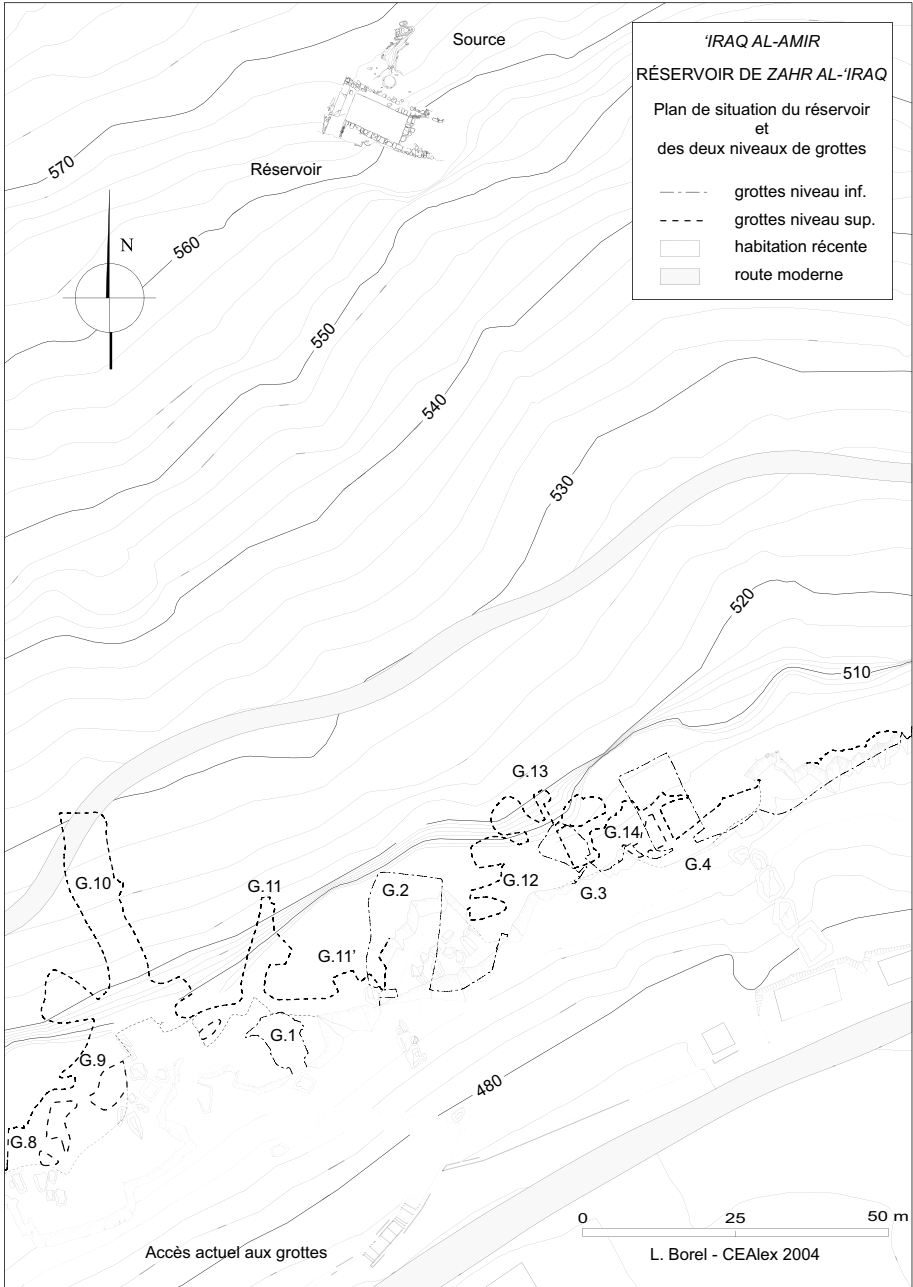 Source
Réservoir
‘IRAQ AL-AMIR
RÉSERVOIR DE ZAHR AL-‘IRAQ
Plan de situation du réservoir
et
des deux niveaux de grottes
grottes niveau inf.
grottes niveau sup.
habitation récente
route moderne
570
560
N
550
540
530
520
510
G.13
G.14
G.4
G.10
G.11
G.2
G.12
G.3
G.11'
G.1
G.9
480
G.8
0 25 50 m
Accès actuel aux grottes
L. Borel - CEAlex 2004